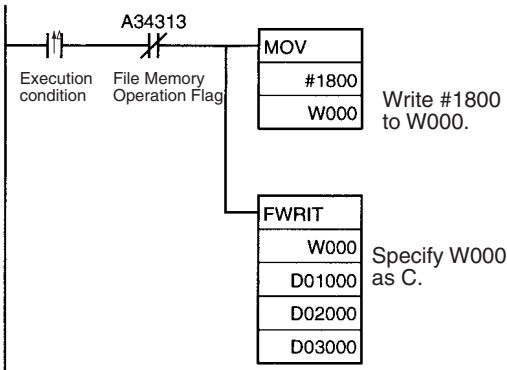 A34313
Execution
condition
File Memory
Operation Flag
MOV
#1800
W000
Write #1800
to W000.
FWRIT
W000
D01000
D02000
D03000
Specify W000
as C.